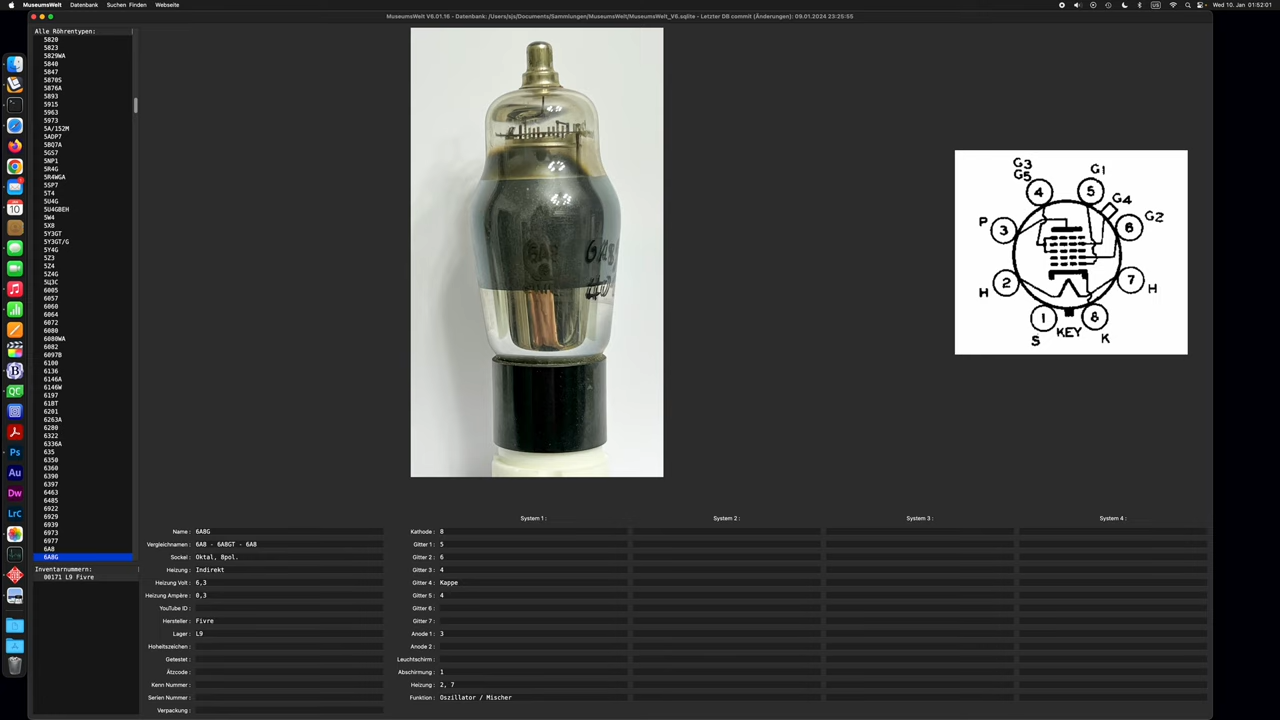 MuseumsWelt Datenbank Suchen Finden Webseite
Wed 10. Jan. 01:52:01
MuseumsWelt V6.01.16 - Datenbank: /Users/sjs/Documents/Sammlungen/MuseumsWelt/MuseumsWelt_V6.sqlite - Letzter DB commit (Änderungen): 09.01.2024 23:25:55
Alle Röhrentypen:
5820
5823
5829WA
5840
5847
5870S
5876A
5893
5915
5963
5973
5A/152M
5ADP7
5BQ7A
5GS7
5NP1
5R4G
5R4WGA
5SP7
5T4
5U4G
5U4GBEH
5W4
5X8
5Y3GT
5Y3GT/G
5Y4G
5Z3
5Z4
5Z4G
5Ц3С
6005
6057
6060
6064
6072
6080
6080WA
6082
6097B
6100
6136
6146A
6146W
6197
61BT
6201
6263A
6280
6322
6336A
635
6350
6360
6390
6397
6463
6485
6922
6929
6939
6973
6977
6A8
6A8G
Inventarnummern:
00171 L9 Fivre
G3
G5
4
5
G1
G4
P
3
6
G2
H
2
7
H
1
8
S
KEY
K
System 1 :
System 2 :
System 3 :
System 4 :
Name : 6A8G
Vergleichnamen : 6A8 - 6A8GT - 6A8
Sockel : Oktal, 8pol.
Heizung : Indirekt
Heizung Volt : 6,3
Heizung Ampère : 0,3
YouTube ID :
Hersteller : Fivre
Lager : L9
Hoheitszeichen :
Getestet :
Ätzcode :
Kenn Nummer :
Serien Nummer :
Verpackung :
Kathode : 8
Gitter 1 : 5
Gitter 2 : 6
Gitter 3 : 4
Gitter 4 : Kappe
Gitter 5 : 4
Gitter 6 :
Gitter 7 :
Anode 1 : 3
Anode 2 :
Leuchtschirm :
Abschirmung : 1
Heizung : 2, 7
Funktion : Oszillator / Mischer